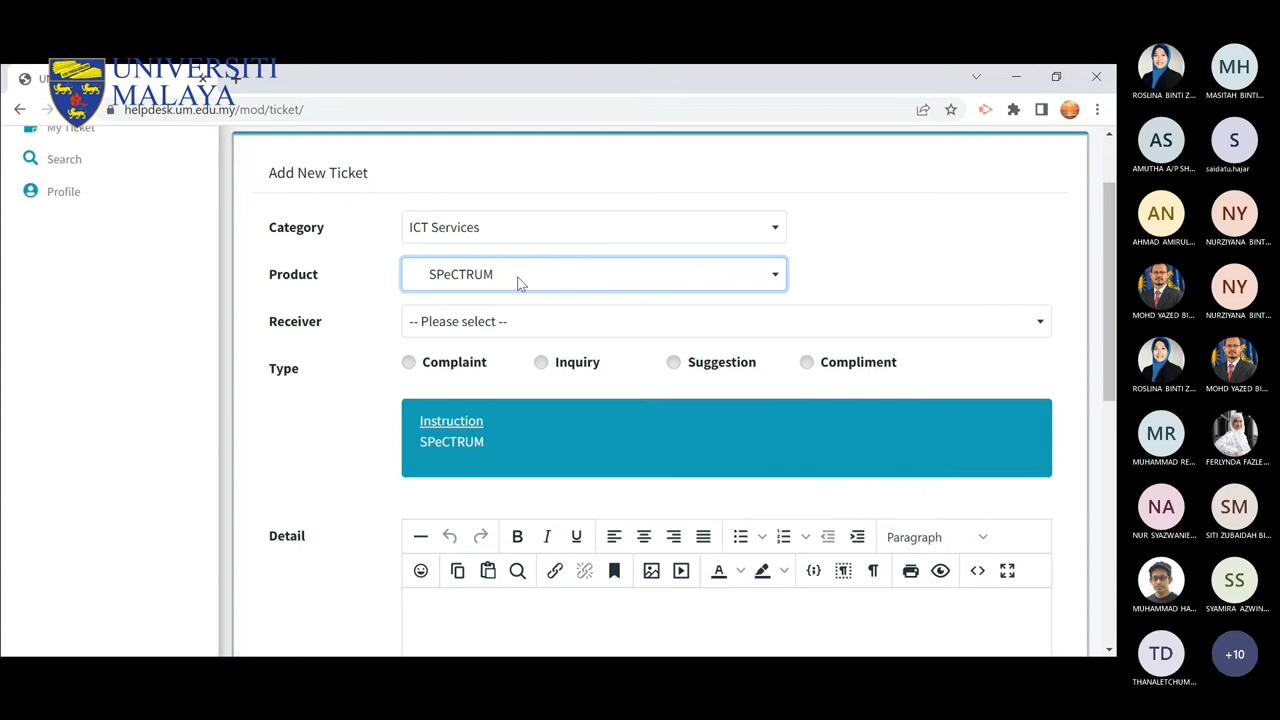 UNIVERSITI
MALAYA
helpdesk.um.edu.my/mod/ticket/
My Ticket
Search
Profile
Add New Ticket
Category
ICT Services
Product
SPeCTRUM
Receiver
-- Please select --
Type
Complaint
Inquiry
Suggestion
Compliment
Instruction
SPeCTRUM
Detail
Paragraph
ROSLINA BINTI Z...
MH
MASITAH BINTI...
AS
AMUTHA A/P SH...
S
saidatu.hajar
AN
AHMAD AMIRUL...
NY
NURZIYANA BINT...
MOHD YAZED BI...
NY
NURZIYANA BINT...
ROSLINA BINTI Z...
MOHD YAZED BI...
MR
MUHAMMAD RE...
FERLYNDA FAZLE...
NA
NUR SYAZWANIE...
SM
SITI ZUBAIDAH BI...
MUHAMMAD HA...
SS
SYAMIRA AZWIN...
TD
THANALETCHUM...
+10